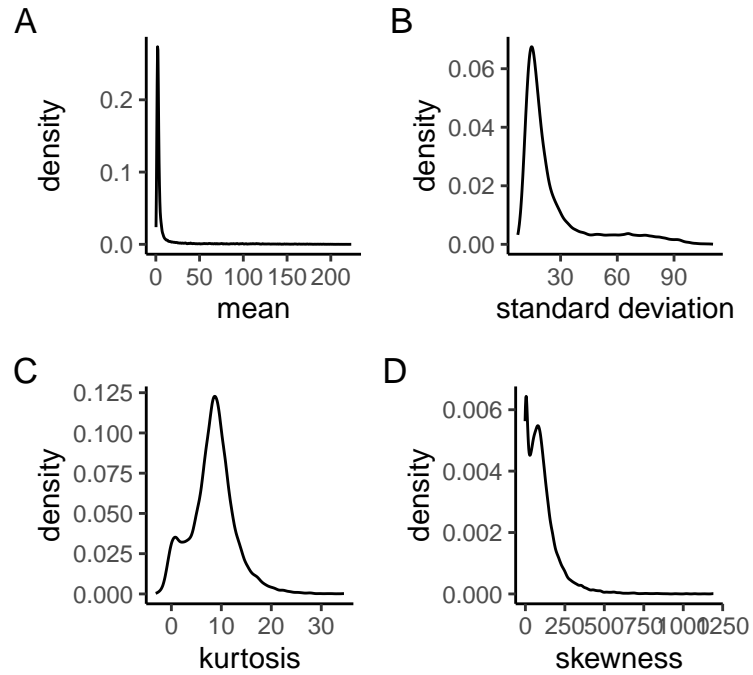 A
density
0.2
0.1
0.0
0 50 100 150 200
mean
B
density
0.06
0.04
0.02
0.00
30 60 90
standard deviation
C
density
0.125
0.100
0.075
0.050
0.025
0.000
0 10 20 30
kurtosis
D
density
0.006
0.004
0.002
0.000
0 250 500 750 1000 1250
skewness